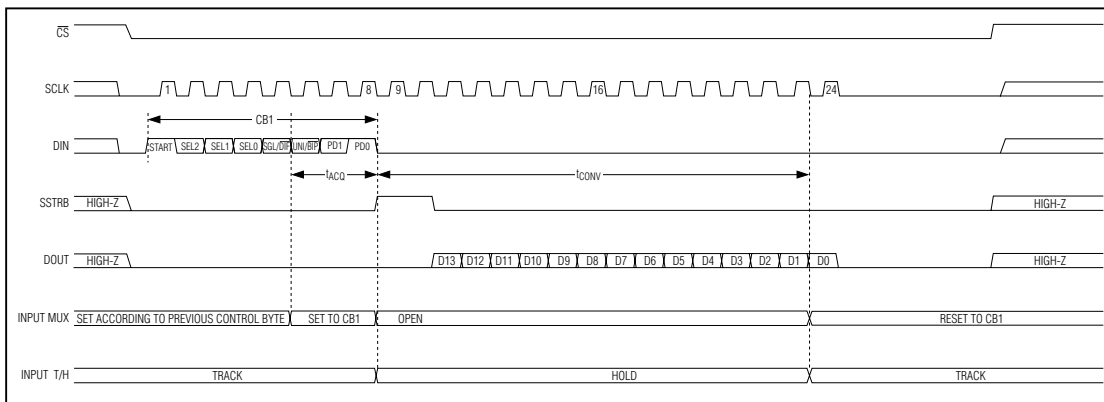 CS
SCLK 1 8 9 16 24
CB1
DIN START SEL2 SEL1 SEL0 SGL/DIF UNI/BIP PD1 PD0
tACQ tCONV
SSTRB HIGH-Z HIGH-Z
DOUT HIGH-Z D13 D12 D11 D10 D9 D8 D7 D6 D5 D4 D3 D2 D1 D0 HIGH-Z
INPUT MUX SET ACCORDING TO PREVIOUS CONTROL BYTE SET TO CB1 OPEN RESET TO CB1
INPUT T/H TRACK HOLD TRACK